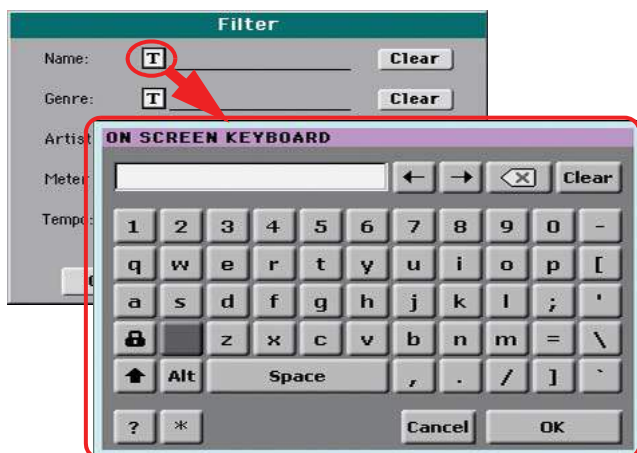 Filter
Name: T Clear
Genre: T Clear
Artist
Meter
Tempo:
ON SCREEN KEYBOARD
← → ⌫ Clear
1 2 3 4 5 6 7 8 9 0 -
q w e r t y u i o p [
a s d f g h j k l ; '
z x c v b n m = \
Alt Space , . / ] `
? * Cancel OK